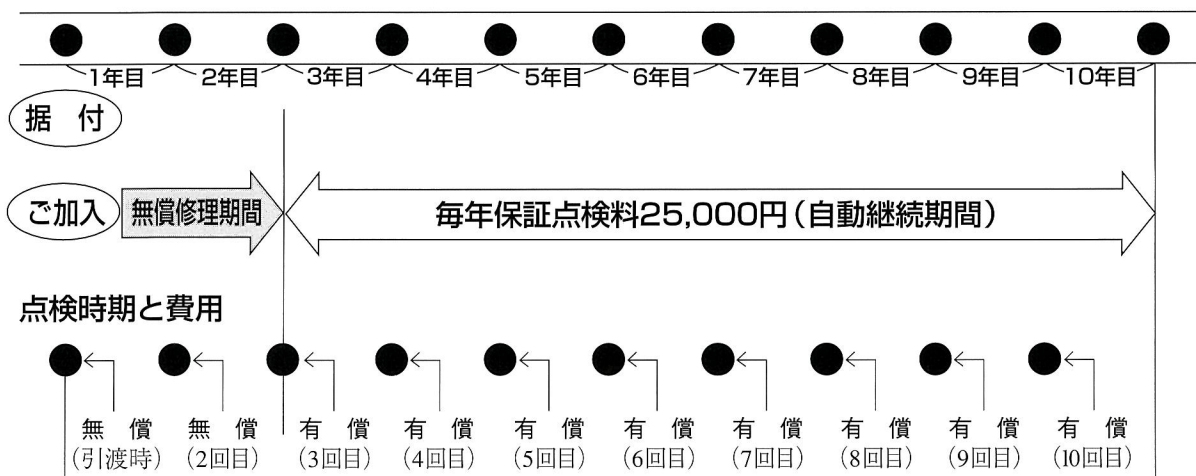 1年目 2年目 3年目 4年目 5年目 6年目 7年目 8年目 9年目 10年目
据 付
ご加入 無償修理期間 毎年保証点検料25,000円(自動継続期間)
点検時期と費用
無 償 無 償 有 償 有 償 有 償 有 償 有 償 有 償 有 償 有 償
(引渡時) (2回目) (3回目) (4回目) (5回目) (6回目) (7回目) (8回目) (9回目) (10回目)